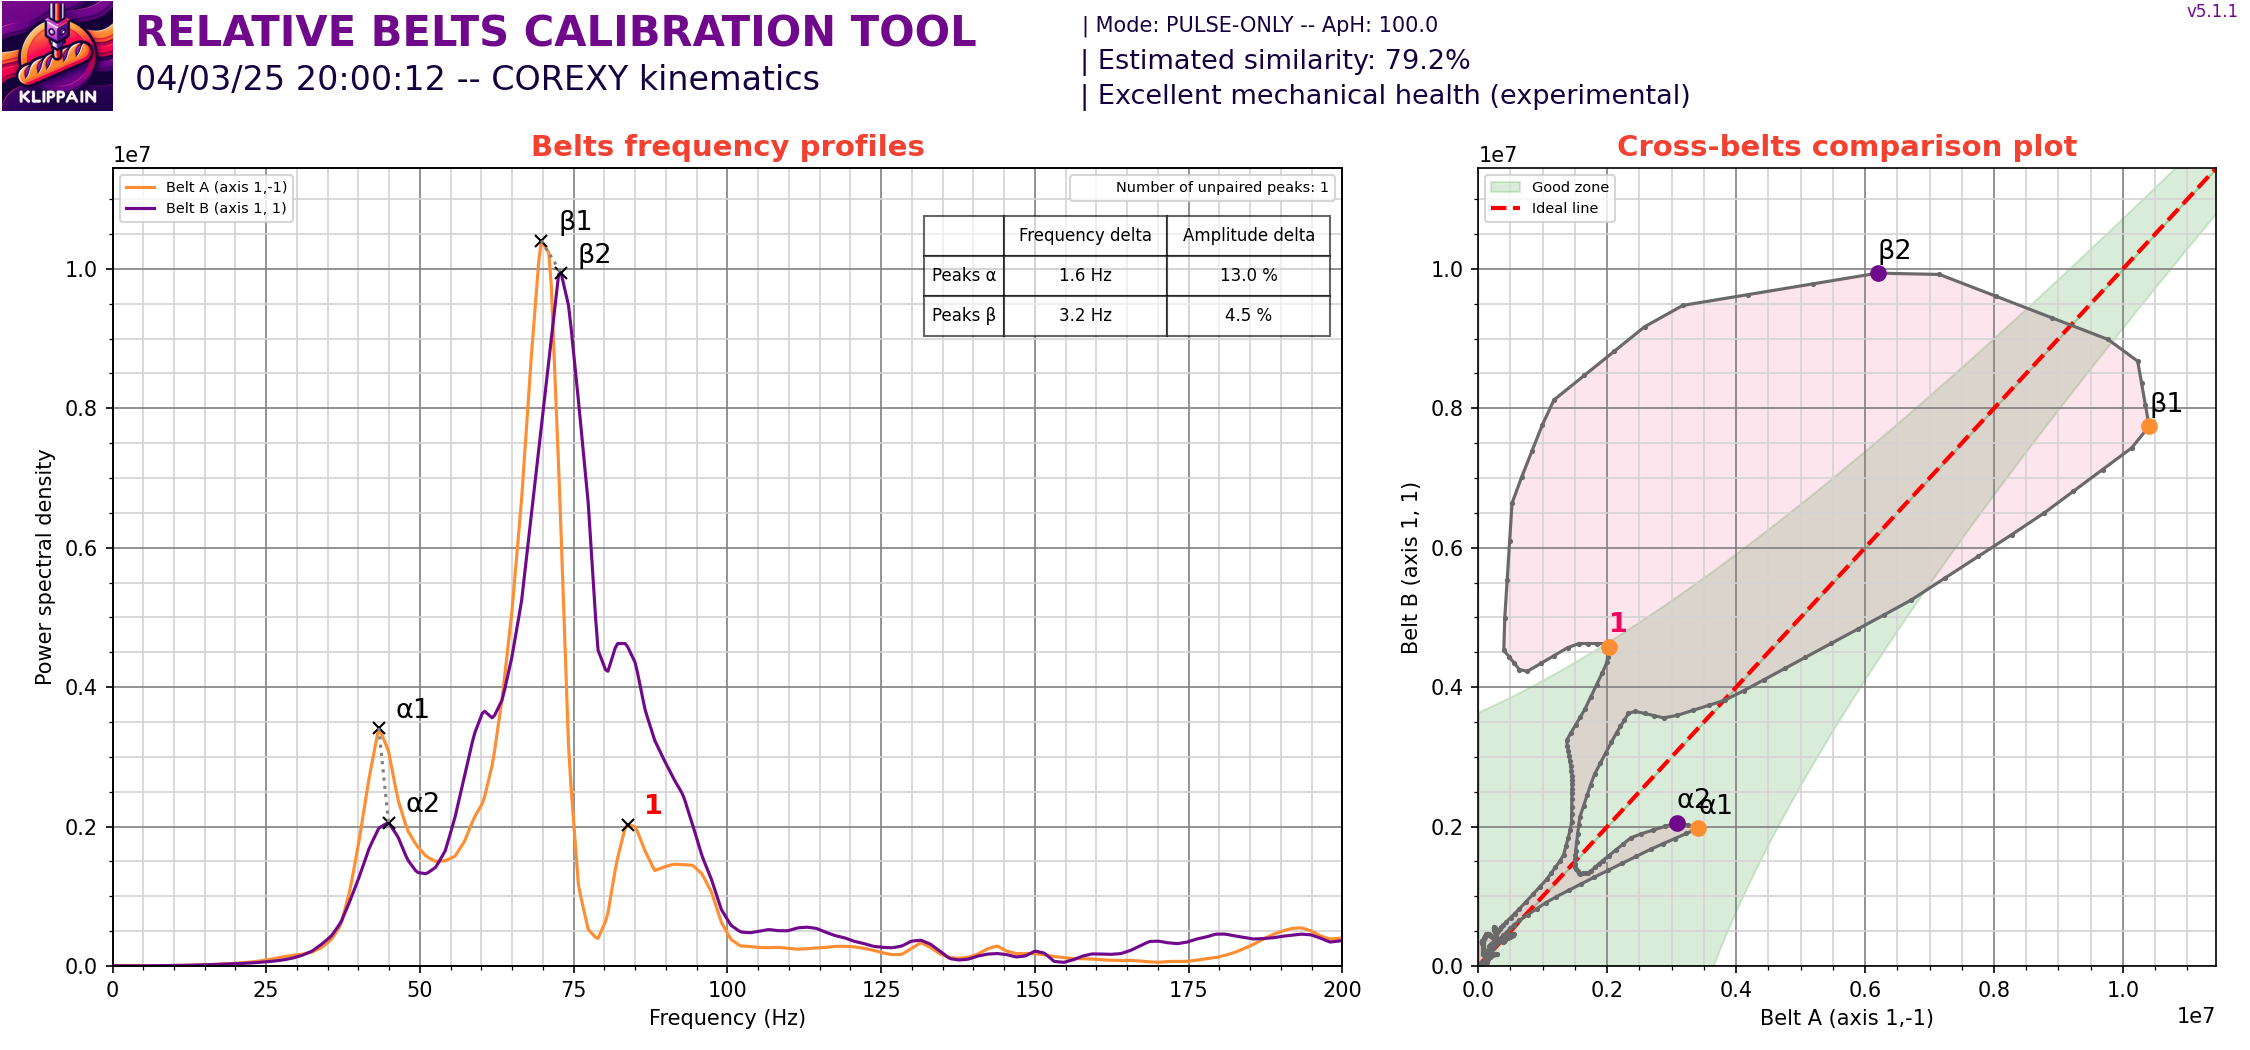 KLIPPAIN
RELATIVE BELTS CALIBRATION TOOL
04/03/25 20:00:12 -- COREXY kinematics
| Mode: PULSE-ONLY -- ApH: 100.0
| Estimated similarity: 79.2%
| Excellent mechanical health (experimental)
v5.1.1
Belts frequency profiles
1e7
Belt A (axis 1,-1)
Belt B (axis 1, 1)
Number of unpaired peaks: 1
Frequency delta Amplitude delta
Peaks α 1.6 Hz 13.0 %
Peaks β 3.2 Hz 4.5 %
β1
β2
α1
α2
1
Power spectral density
1.0
0.8
0.6
0.4
0.2
0.0
0 25 50 75 100 125 150 175 200
Frequency (Hz)
Cross-belts comparison plot
1e7
Good zone
Ideal line
β2
β1
1
α2
α1
Belt B (axis 1, 1)
1.0
0.8
0.6
0.4
0.2
0.0
0.0 0.2 0.4 0.6 0.8 1.0
Belt A (axis 1,-1)
1e7